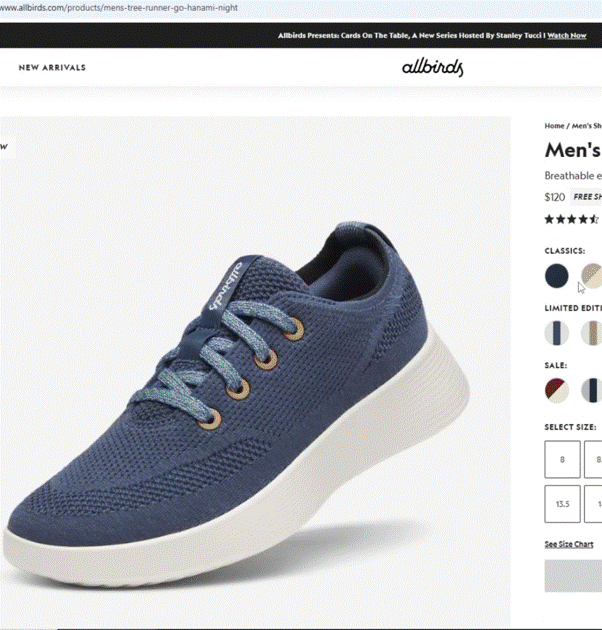 www.allbirds.com/products/mens-tree-runner-go-hanami-night
Allbirds Presents: Cards On The Table, A New Series Hosted By Stanley Tucci | Watch Now
NEW ARRIVALS
allbirds
Home / Men's Sh
W
Men's
Breathable e
$120 FREE SH
allbirds
CLASSICS:
LIMITED EDITI
SALE:
SELECT SIZE:
8
8
13.5
1
See Size Chart